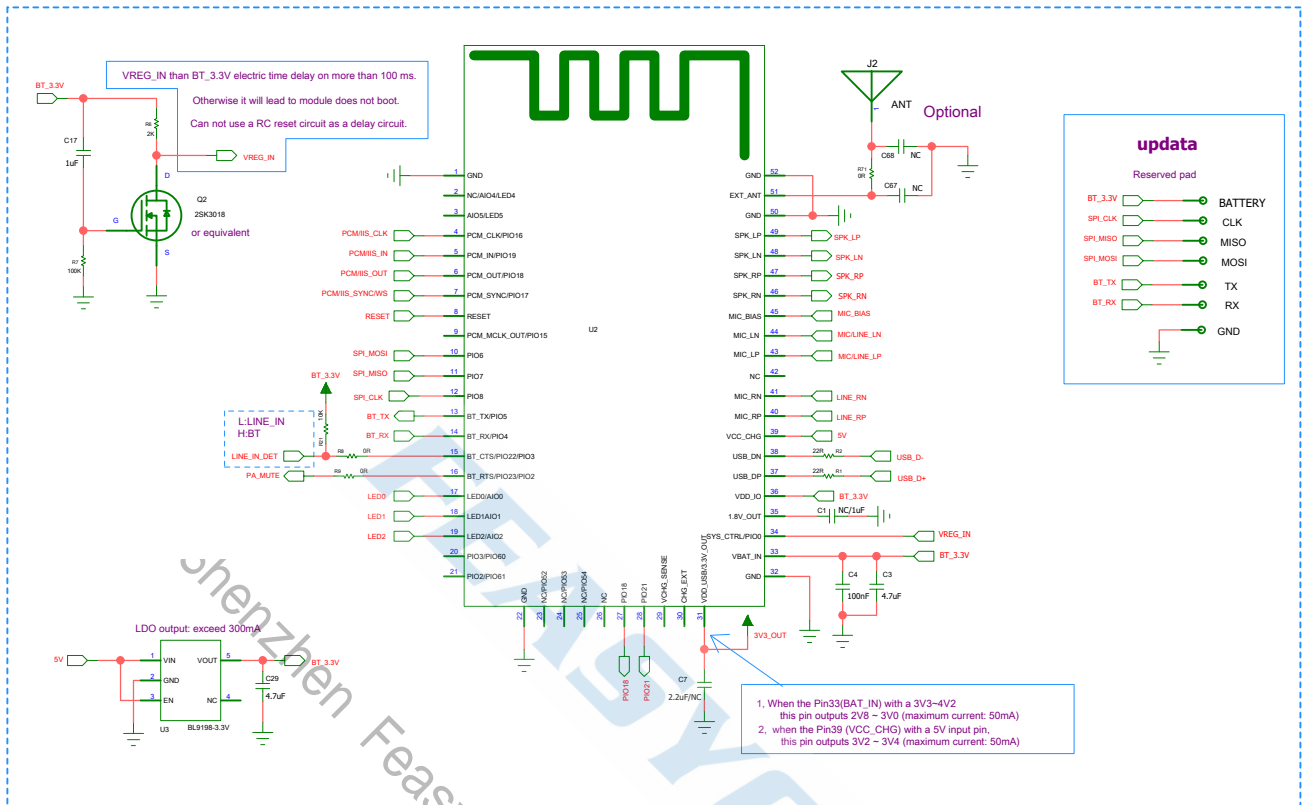 VREG_IN than BT_3.3V electric time delay on more than 100 ms.
Otherwise it will lead to module does not boot.
Can not use a RC reset circuit as a delay circuit.
BT_3.3V
R6
2K
C17
1uF
VREG_IN
D
G
S
Q2
2SK3018
or equivalent
R7
100K
J2
ANT
1
Optional
C68
NC
R71
0R
C67
NC
updata
Reserved pad
BT_3.3V
BATTERY
SPI_CLK
CLK
SPI_MISO
MISO
SPI_MOSI
MOSI
BT_TX
TX
BT_RX
RX
GND
U2
1 GND
2 NC/AIO4/LED4
3 AIO5/LED5
PCM/IIS_CLK 4 PCM_CLK/PIO16
PCM/IIS_IN 5 PCM_IN/PIO19
PCM/IIS_OUT 6 PCM_OUT/PIO18
PCM/IIS_SYNC/WS 7 PCM_SYNC/PIO17
RESET 8 RESET
9 PCM_MCLK_OUT/PIO15
SPI_MOSI 10 PIO6
SPI_MISO 11 PIO7
SPI_CLK 12 PIO8
BT_TX 13 BT_TX/PIO5
BT_RX 14 BT_RX/PIO4
LINE_IN_DET R8 0R 15 BT_CTS/PIO22/PIO3
PA_MUTE R9 0R 16 BT_RTS/PIO23/PIO2
LED0 17 LED0/AIO0
LED1 18 LED1AIO1
LED2 19 LED2/AIO2
20 PIO3/PIO60
21 PIO2/PIO61
BT_3.3V
10K
R21
L:LINE_IN
H:BT
GND 52
EXT_ANT 51
GND 50
SPK_LP 49 SPK_LP
SPK_LN 48 SPK_LN
SPK_RP 47 SPK_RP
SPK_RN 46 SPK_RN
MIC_BIAS 45 MIC_BIAS
MIC_LN 44 MIC/LINE_LN
MIC_LP 43 MIC/LINE_LP
NC 42
MIC_RN 41 LINE_RN
MIC_RP 40 LINE_RP
VCC_CHG 39 5V
USB_DN 38 22R R2 USB_D-
USB_DP 37 22R R1 USB_D+
VDD_IO 36 BT_3.3V
1.8V_OUT 35 C1 NC/1uF
SYS_CTRL/PIO0 34 VREG_IN
VBAT_IN 33 BT_3.3V
GND 32
C4
100nF
C3
4.7uF
22 GND
23 NC/PIO52
24 NC/PIO53
25 NC/PIO54
26 NC
27 PIO18
28 PIO21
29 VCHG_SENSE
30 CHG_EXT
31 VDD_USB/3.3V_OUT
PIO18
PIO21
3V3_OUT
C7
2.2uF/NC
1, When the Pin33(BAT_IN) with a 3V3~4V2
this pin outputs 2V8 ~ 3V0 (maximum current: 50mA)
2, when the Pin39 (VCC_CHG) with a 5V input pin,
this pin outputs 3V2 ~ 3V4 (maximum current: 50mA)
LDO output: exceed 300mA
5V
1 VIN
2 GND
3 EN
VOUT 5
NC 4
BT_3.3V
C29
4.7uF
U3
BL9198-3.3V
Shenzhen Feasy
FEASYC